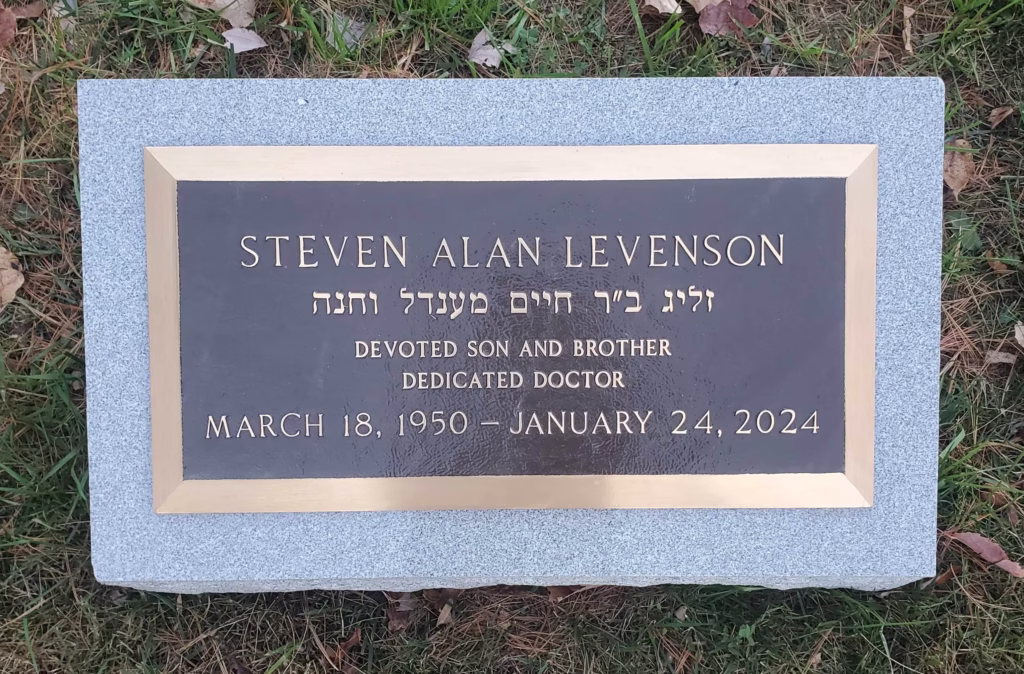 STEVEN ALAN LEVENSON
זליג ב״ר חיים מענדל וחנה
DEVOTED SON AND BROTHER
DEDICATED DOCTOR
MARCH 18, 1950 – JANUARY 24, 2024